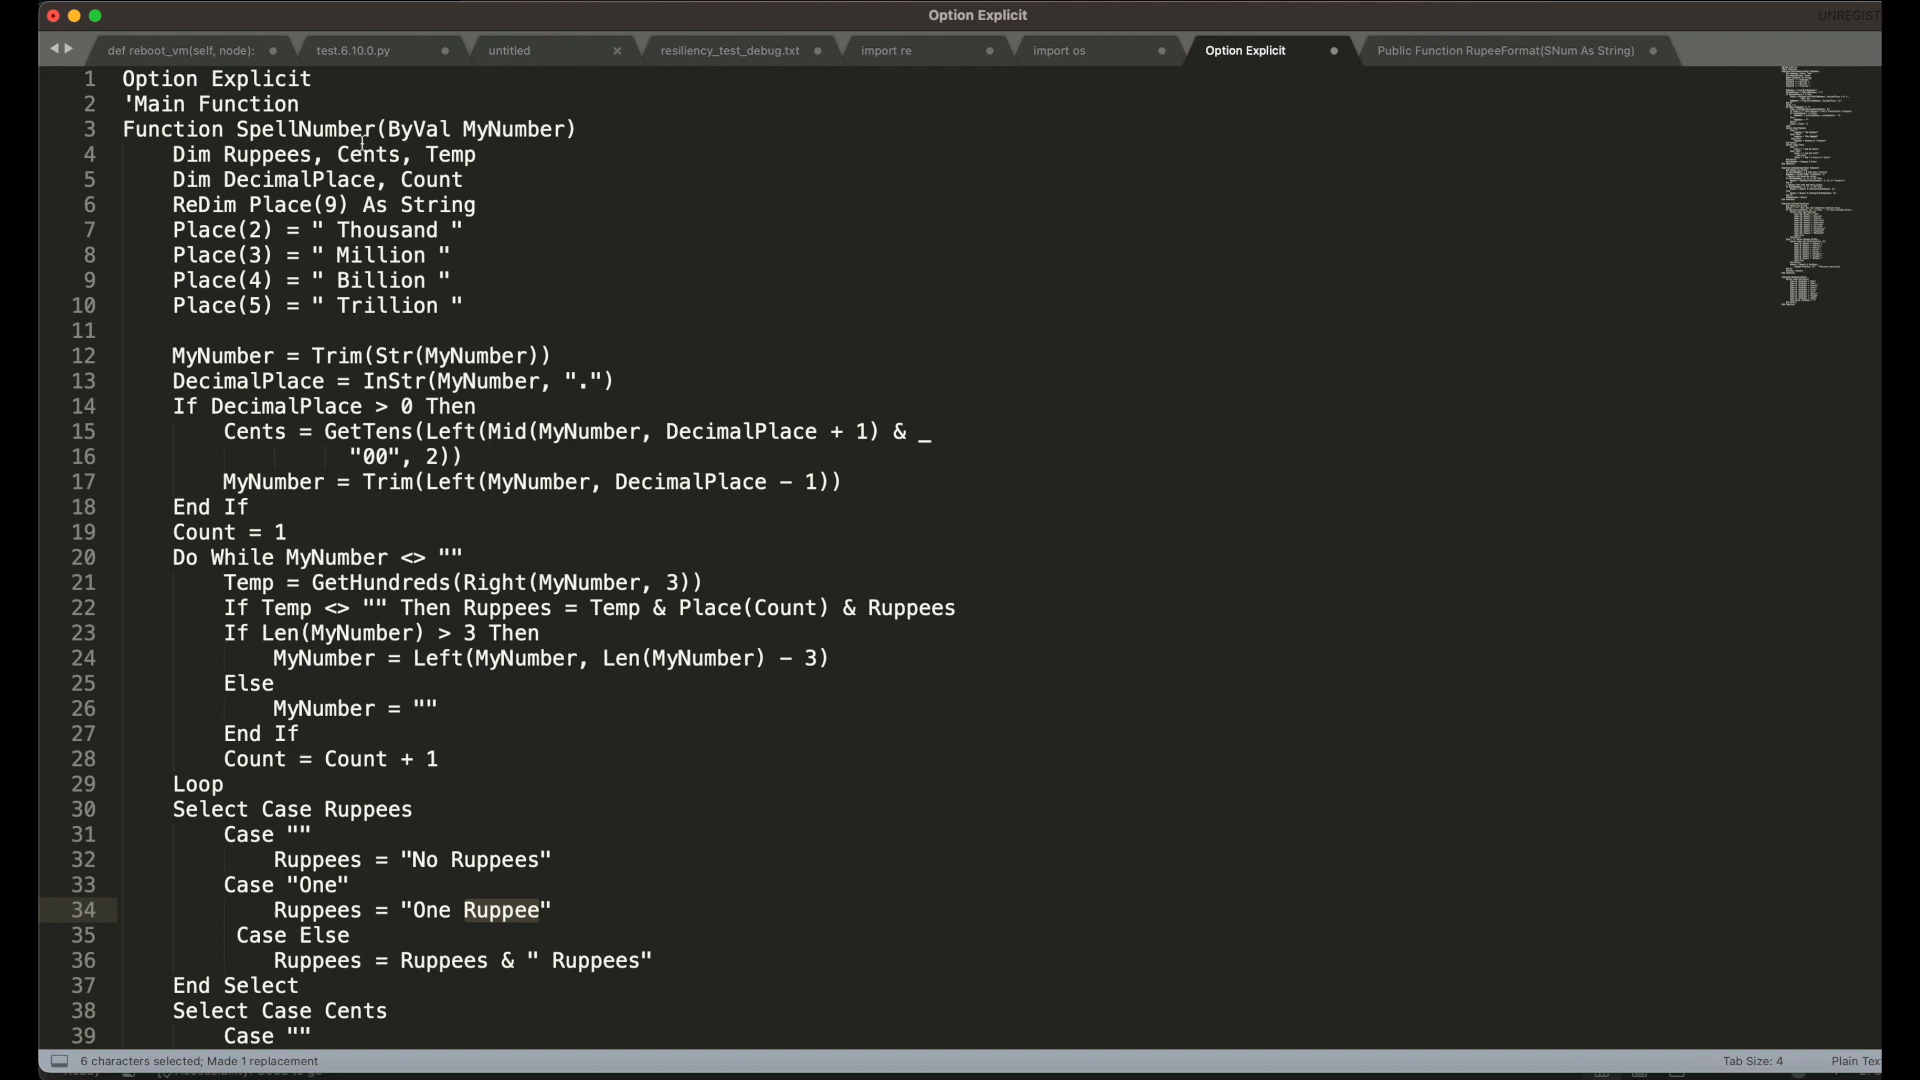 Option Explicit
UNREGIST
def reboot_vm(self, node):
test.6.10.0.py
untitled
resiliency_test_debug.txt
import re
import os
Option Explicit
Public Function RupeeFormat(SNum As String)
1 Option Explicit
2 'Main Function
3 Function SpellNumber(ByVal MyNumber)
4 Dim Ruppees, Cents, Temp
5 Dim DecimalPlace, Count
6 ReDim Place(9) As String
7 Place(2) = " Thousand "
8 Place(3) = " Million "
9 Place(4) = " Billion "
10 Place(5) = " Trillion "
11
12 MyNumber = Trim(Str(MyNumber))
13 DecimalPlace = InStr(MyNumber, ".")
14 If DecimalPlace > 0 Then
15 Cents = GetTens(Left(Mid(MyNumber, DecimalPlace + 1) & _
16 "00", 2))
17 MyNumber = Trim(Left(MyNumber, DecimalPlace - 1))
18 End If
19 Count = 1
20 Do While MyNumber <> ""
21 Temp = GetHundreds(Right(MyNumber, 3))
22 If Temp <> "" Then Ruppees = Temp & Place(Count) & Ruppees
23 If Len(MyNumber) > 3 Then
24 MyNumber = Left(MyNumber, Len(MyNumber) - 3)
25 Else
26 MyNumber = ""
27 End If
28 Count = Count + 1
29 Loop
30 Select Case Ruppees
31 Case ""
32 Ruppees = "No Ruppees"
33 Case "One"
34 Ruppees = "One Ruppee"
35 Case Else
36 Ruppees = Ruppees & " Ruppees"
37 End Select
38 Select Case Cents
39 Case ""
6 characters selected; Made 1 replacement
Tab Size: 4
Plain Tex